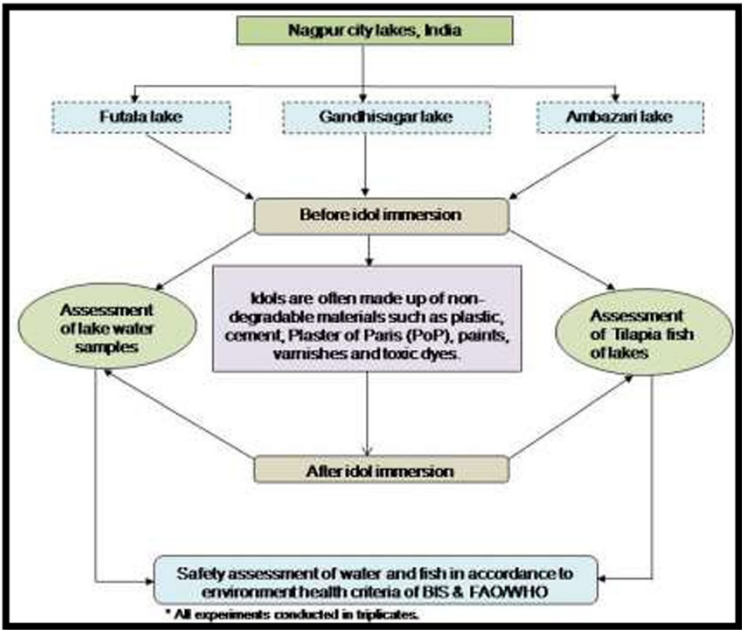 Nagpur city lakes, India
Futala lake
Gandhisagar lake
Ambazari lake
Before idol immersion
Assessment
of lake water
samples
Idols are often made up of non-
degradable materials such as plastic,
cement, Plaster of Paris (PoP), paints,
varnishes and toxic dyes.
Assessment
of Tilapia fish
of lakes
After idol immersion
Safety assessment of water and fish in accordance to
environment health criteria of BIS & FAO/WHO
* All experiments conducted in triplicates.